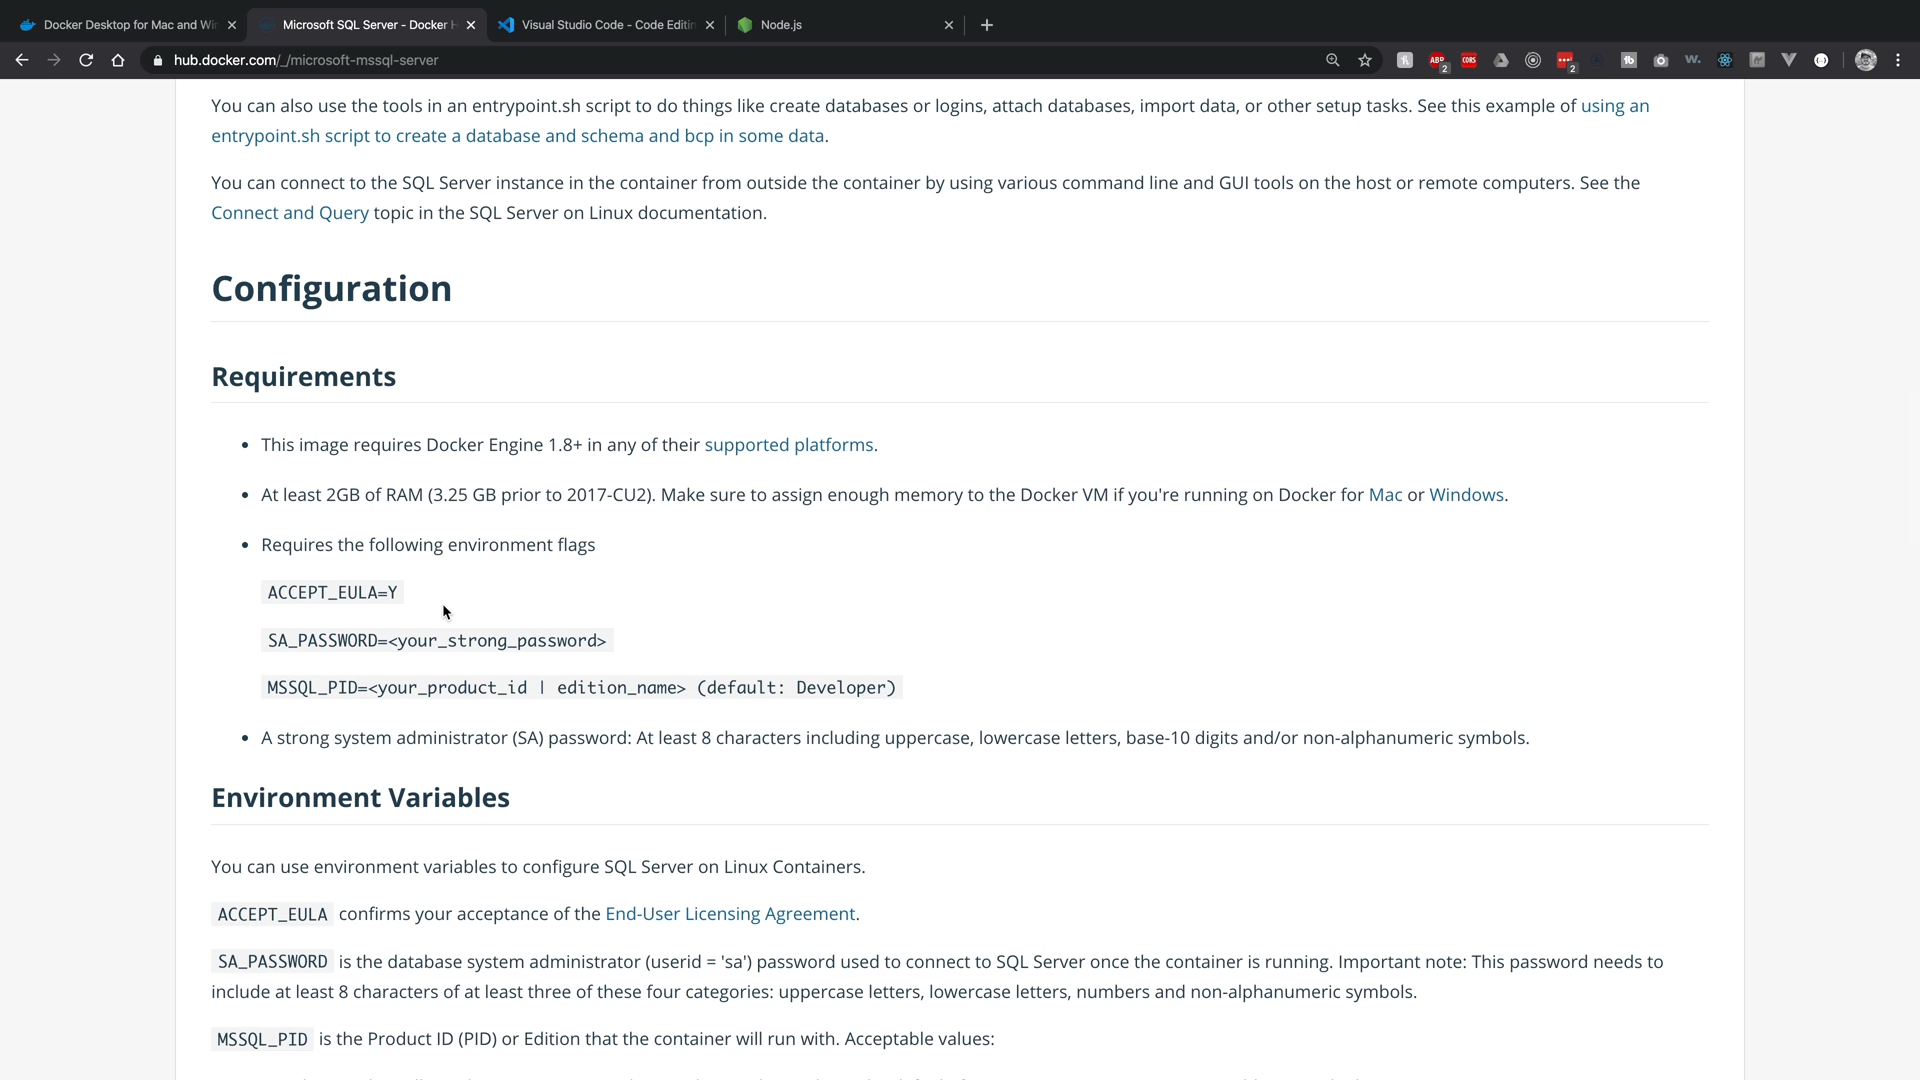 Docker Desktop for Mac and Wi
Microsoft SQL Server - Docker H
Visual Studio Code - Code Editin
Node.js
hub.docker.com/_/microsoft-mssql-server
ABP
2
CORS
2
tb
w.
You can also use the tools in an entrypoint.sh script to do things like create databases or logins, attach databases, import data, or other setup tasks. See this example of using an
entrypoint.sh script to create a database and schema and bcp in some data.
You can connect to the SQL Server instance in the container from outside the container by using various command line and GUI tools on the host or remote computers. See the
Connect and Query topic in the SQL Server on Linux documentation.
Configuration
Requirements
• This image requires Docker Engine 1.8+ in any of their supported platforms.
• At least 2GB of RAM (3.25 GB prior to 2017-CU2). Make sure to assign enough memory to the Docker VM if you're running on Docker for Mac or Windows.
• Requires the following environment flags
ACCEPT_EULA=Y
SA_PASSWORD=<your_strong_password>
MSSQL_PID=<your_product_id | edition_name> (default: Developer)
• A strong system administrator (SA) password: At least 8 characters including uppercase, lowercase letters, base-10 digits and/or non-alphanumeric symbols.
Environment Variables
You can use environment variables to configure SQL Server on Linux Containers.
ACCEPT_EULA confirms your acceptance of the End-User Licensing Agreement.
SA_PASSWORD is the database system administrator (userid = 'sa') password used to connect to SQL Server once the container is running. Important note: This password needs to
include at least 8 characters of at least three of these four categories: uppercase letters, lowercase letters, numbers and non-alphanumeric symbols.
MSSQL_PID is the Product ID (PID) or Edition that the container will run with. Acceptable values: